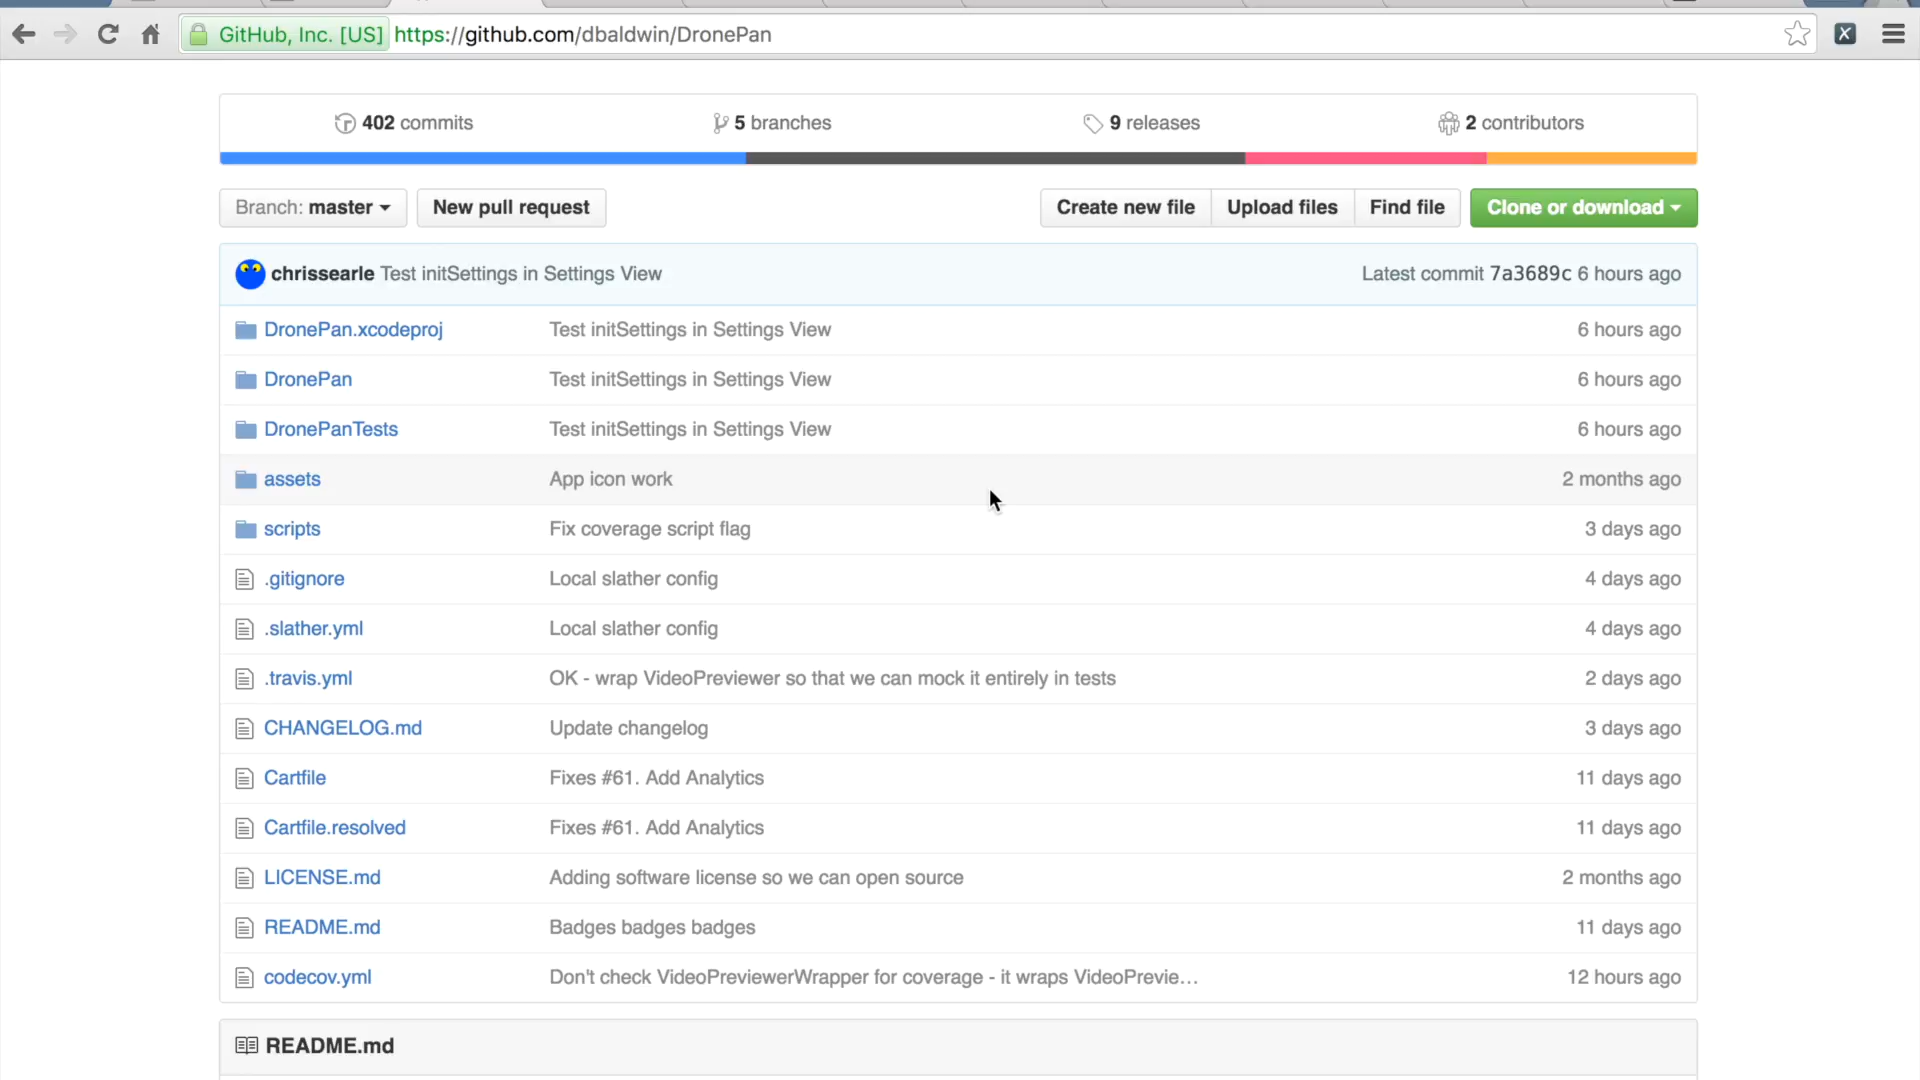 GitHub, Inc. [US] https://github.com/dbaldwin/DronePan
402 commits 5 branches 9 releases 2 contributors
Branch: master New pull request Create new file Upload files Find file Clone or download
chrissearle Test initSettings in Settings View Latest commit 7a3689c 6 hours ago
DronePan.xcodeproj Test initSettings in Settings View 6 hours ago
DronePan Test initSettings in Settings View 6 hours ago
DronePanTests Test initSettings in Settings View 6 hours ago
assets App icon work 2 months ago
scripts Fix coverage script flag 3 days ago
.gitignore Local slather config 4 days ago
.slather.yml Local slather config 4 days ago
.travis.yml OK - wrap VideoPreviewer so that we can mock it entirely in tests 2 days ago
CHANGELOG.md Update changelog 3 days ago
Cartfile Fixes #61. Add Analytics 11 days ago
Cartfile.resolved Fixes #61. Add Analytics 11 days ago
LICENSE.md Adding software license so we can open source 2 months ago
README.md Badges badges badges 11 days ago
codecov.yml Don't check VideoPreviewerWrapper for coverage - it wraps VideoPrevie… 12 hours ago
README.md